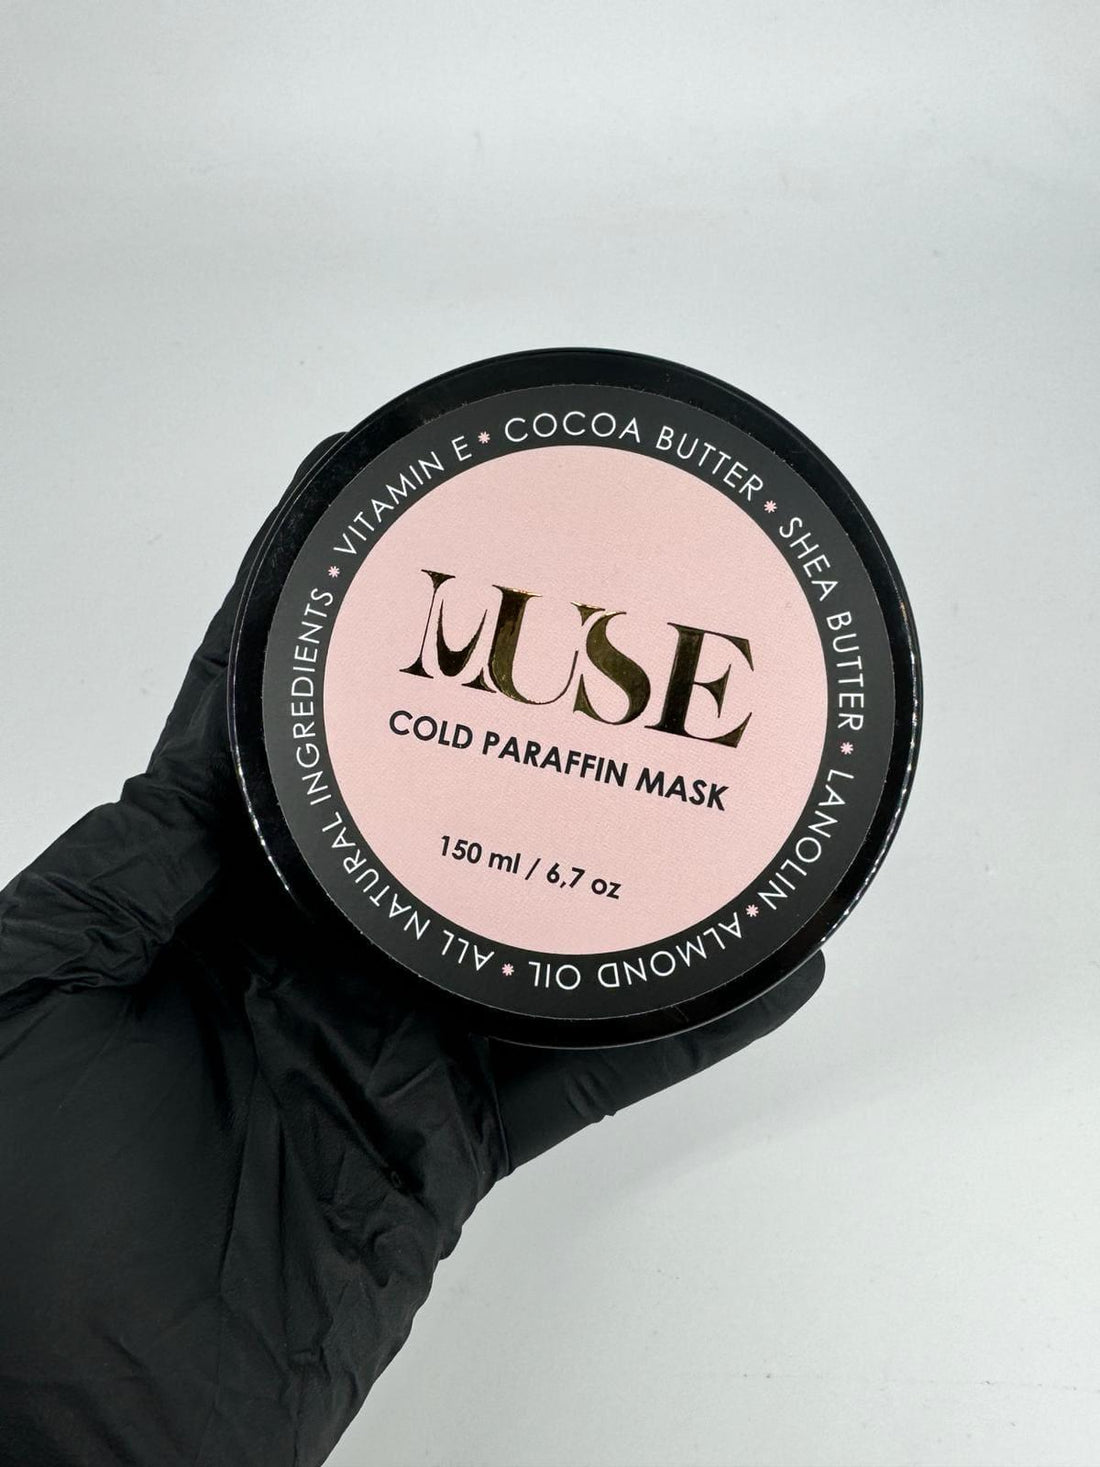 MUSE
COLD PARAFFIN MASK
150 ml / 6,7 oz
VITAMIN E * COCOA BUTTER * SHEA BUTTER * LANOLIN * ALMOND OIL * ALL NATURAL INGREDIENTS *